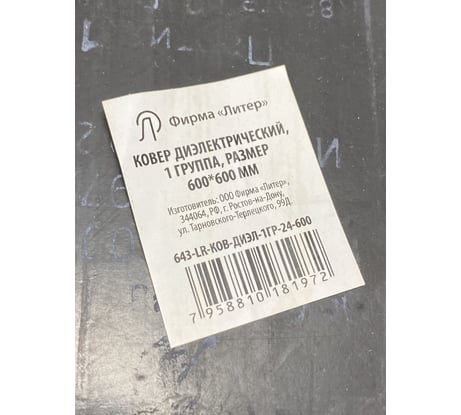 Фирма «Литер»
КОВЕР ДИЭЛЕКТРИЧЕСКИЙ,
1 ГРУППА, РАЗМЕР
600*600 ММ
Изготовитель: ООО Фирма «Литер»,
344064, РФ, г. Ростов-на-Дону,
ул. Тарновского-Терлецкого, 99Д.
643-LR-КОВ-ДИЭЛ-1ГР-24-600
7 958810 181972